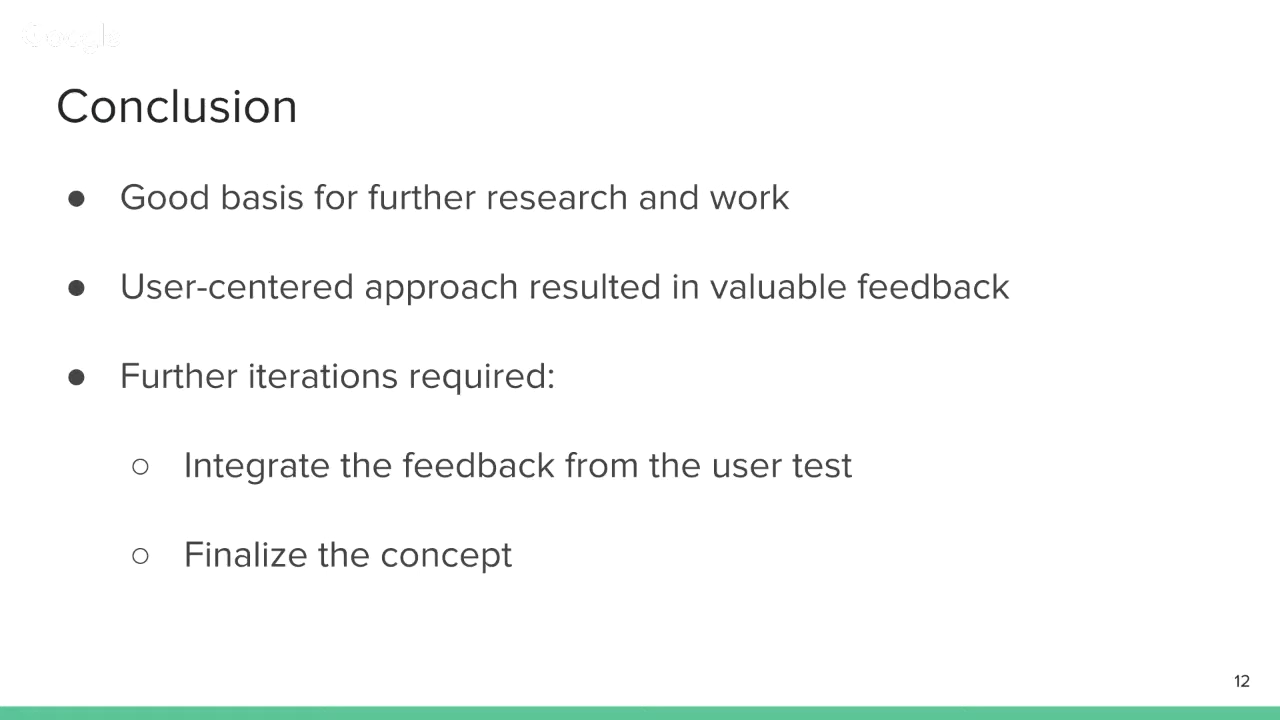 Conclusion
● Good basis for further research and work
● User-centered approach resulted in valuable feedback
● Further iterations required:
○ Integrate the feedback from the user test
○ Finalize the concept
12